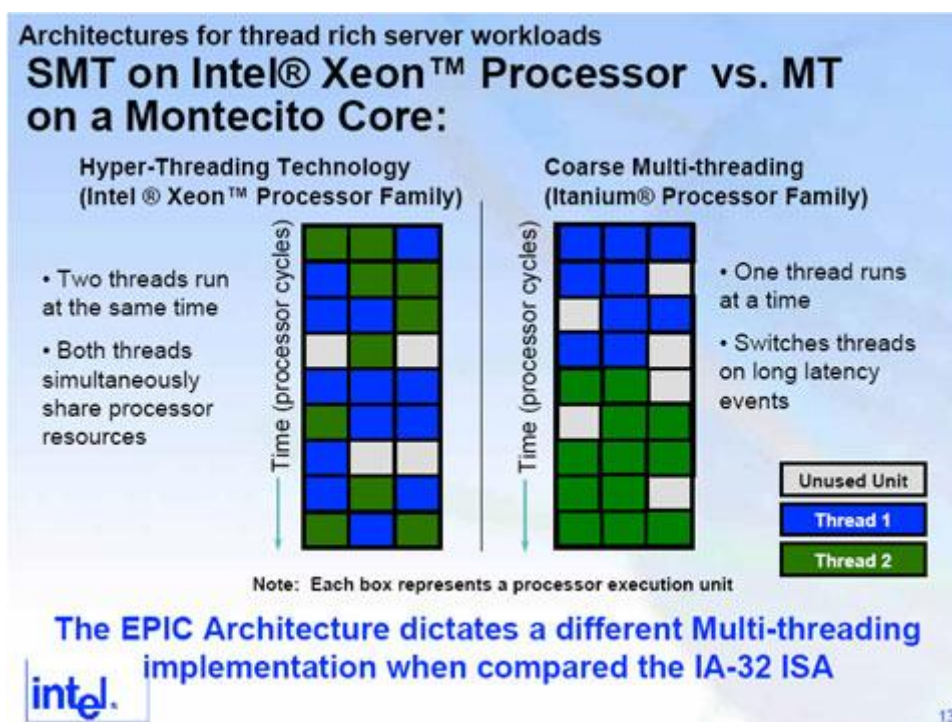 Architectures for thread rich server workloads
SMT on Intel® Xeon™ Processor vs. MT
on a Montecito Core:
Hyper-Threading Technology
(Intel ® Xeon™ Processor Family)
• Two threads run
at the same time
• Both threads
simultaneously
share processor
resources
Time (processor cycles)
Coarse Multi-threading
(Itanium® Processor Family)
Time (processor cycles)
• One thread runs
at a time
• Switches threads
on long latency
events
Unused Unit
Thread 1
Thread 2
Note: Each box represents a processor execution unit
The EPIC Architecture dictates a different Multi-threading
implementation when compared the IA-32 ISA
intel.